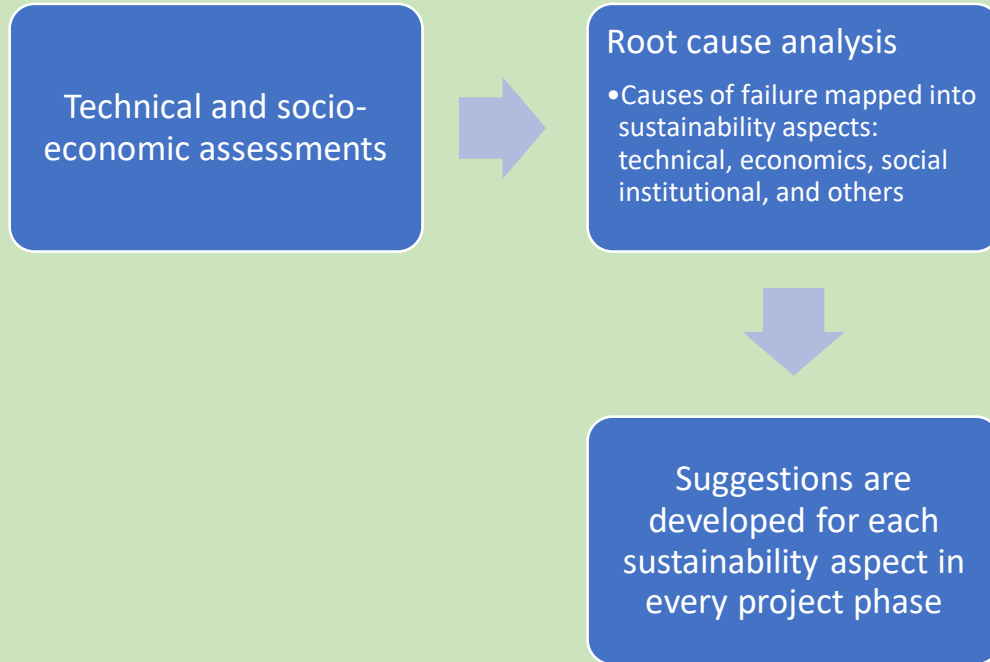 Technical and socio-
economic assessments
Root cause analysis
•Causes of failure mapped into
sustainability aspects:
technical, economics, social
institutional, and others
Suggestions are
developed for each
sustainability aspect in
every project phase